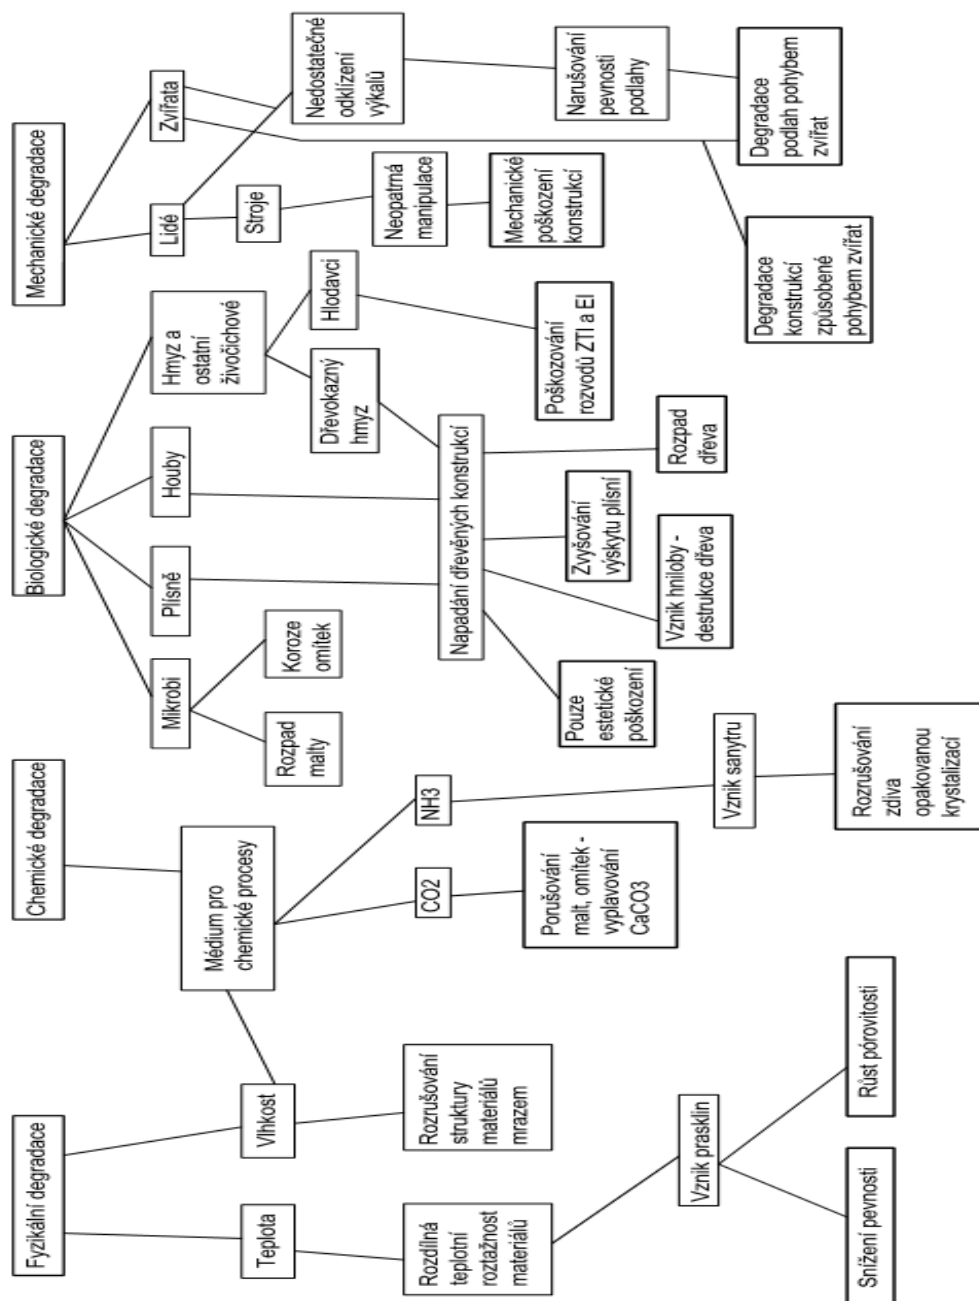 Fyzikální degradace
Chemické degradace
Biologické degradace
Mechanické degradace
Teplota
Vlhkost
Médium pro
chemické procesy
Mikrobi
Plísně
Houby
Hmyz a
ostatní
živočichové
Lidé
Zvířata
Rozpad
malty
Koroze
omítek
Dřevokazný
hmyz
Hlodavci
Stroje
Nedostatečné
odklízení
výkalů
Rozdílná
teplotní
roztažnost
materiálů
Rozrušování
struktury
materiálů
mrazem
CO2
NH3
Napadání dřevěných konstrukcí
Neopatrná
manipulace
Porušování
malt, omítek -
vyplavování
CaCO3
Pouze
estetické
poškození
Zvyšování
výskytu plísní
Poškozování
rozvodů ZTI a EI
Mechanické
poškození
konstrukcí
Narušování
pevnosti
podlahy
Vznik prasklin
Vznik sanytru
Vznik hniloby -
destrukce dřeva
Rozpad
dřeva
Degradace
konstrukcí
způsobené
pohybem zvířat
Degradace
podlah pohybem
zvířat
Snížení pevnosti
Růst pórovitosti
Rozrušování
zdiva
opakovanou
krystalizací